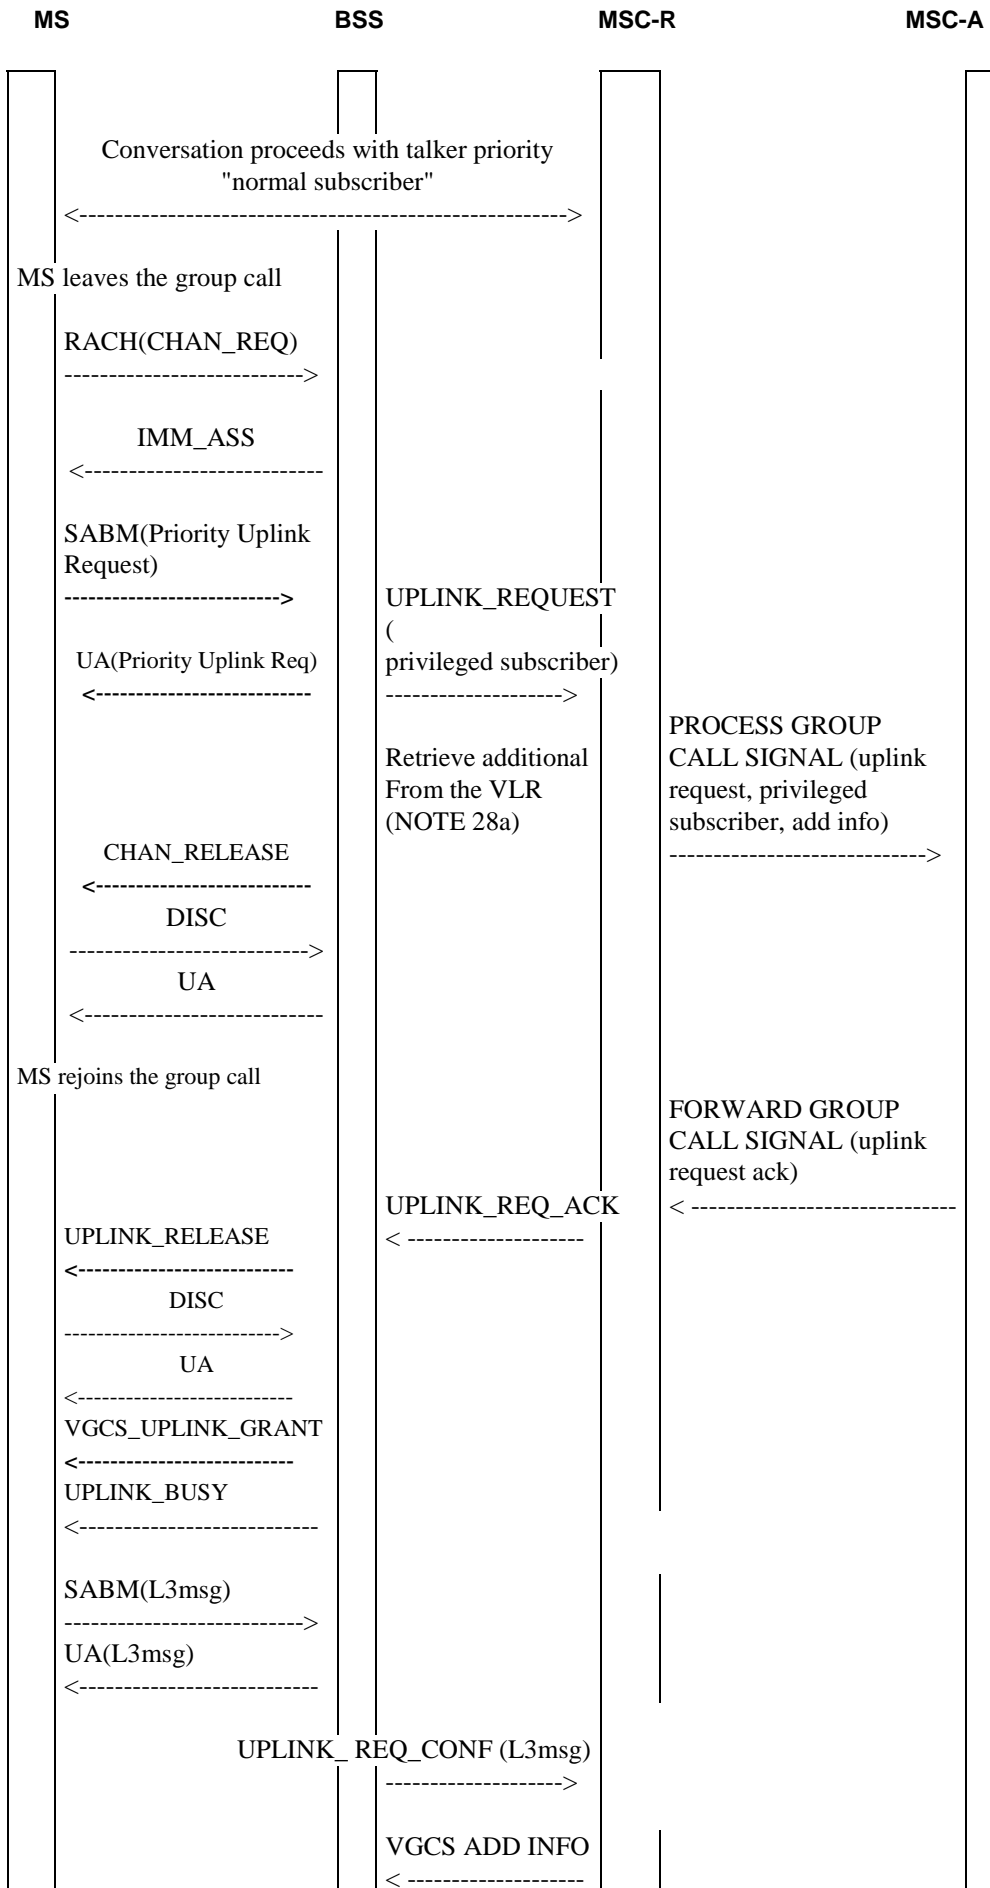 MS BSS MSC-R MSC-A
Conversation proceeds with talker priority
"normal subscriber"
<------------------------------------------------------->
MS leaves the group call
RACH(CHAN_REQ)
--------------------------->
IMM_ASS
<---------------------------
SABM(Priority Uplink
Request)
--------------------------->
UPLINK_REQUEST
(
UA(Priority Uplink Req)
privileged subscriber)
<---------------------------
-------------------->
PROCESS GROUP
CALL SIGNAL (uplink
request, privileged
subscriber, add info)
----------------------------->
Retrieve additional
From the VLR
(NOTE 28a)
CHAN_RELEASE
<---------------------------
DISC
--------------------------->
UA
<---------------------------
MS rejoins the group call
FORWARD GROUP
CALL SIGNAL (uplink
request ack)
< ------------------------------
UPLINK_REQ_ACK
< --------------------
UPLINK_RELEASE
<---------------------------
DISC
--------------------------->
UA
<---------------------------
VGCS_UPLINK_GRANT
<---------------------------
UPLINK_BUSY
<---------------------------
SABM(L3msg)
--------------------------->
UA(L3msg)
<---------------------------
UPLINK_ REQ_CONF (L3msg)
-------------------->
VGCS ADD INFO
< --------------------